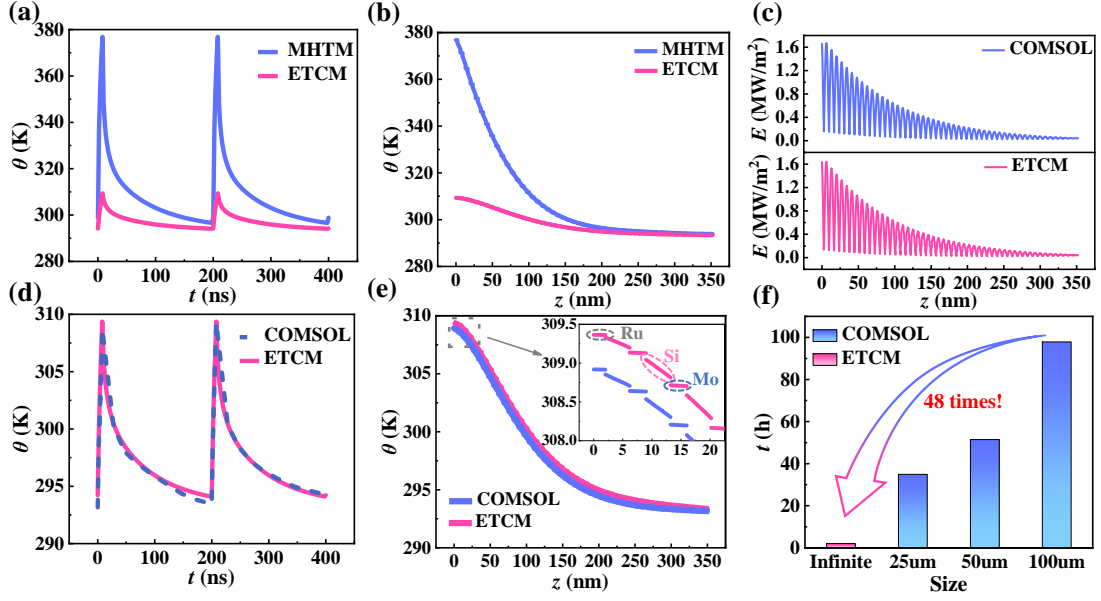 (a)
400
380
360
340
320
300
280
θ (K)
MHTM
ETCM
0 100 200 300 400
t (ns)
(b)
400
380
360
340
320
300
280
θ (K)
MHTM
ETCM
0 50 100 150 200 250 300 350
z (nm)
(c)
1.6
1.2
0.8
0.4
0.0
E (MW/m²)
COMSOL
1.6
1.2
0.8
0.4
0.0
E (MW/m²)
ETCM
0 50 100 150 200 250 300 350
z (nm)
(d)
310
305
300
295
290
θ (K)
COMSOL
ETCM
0 100 200 300 400
t (ns)
(e)
310
305
300
295
290
θ (K)
309.5
309.0
308.5
308.0
Ru
Si
Mo
0 5 10 15 20
COMSOL
ETCM
0 50 100 150 200 250 300 350
z (nm)
(f)
100
80
60
40
20
0
t (h)
COMSOL
ETCM
48 times!
Infinite 25um 50um 100um
Size